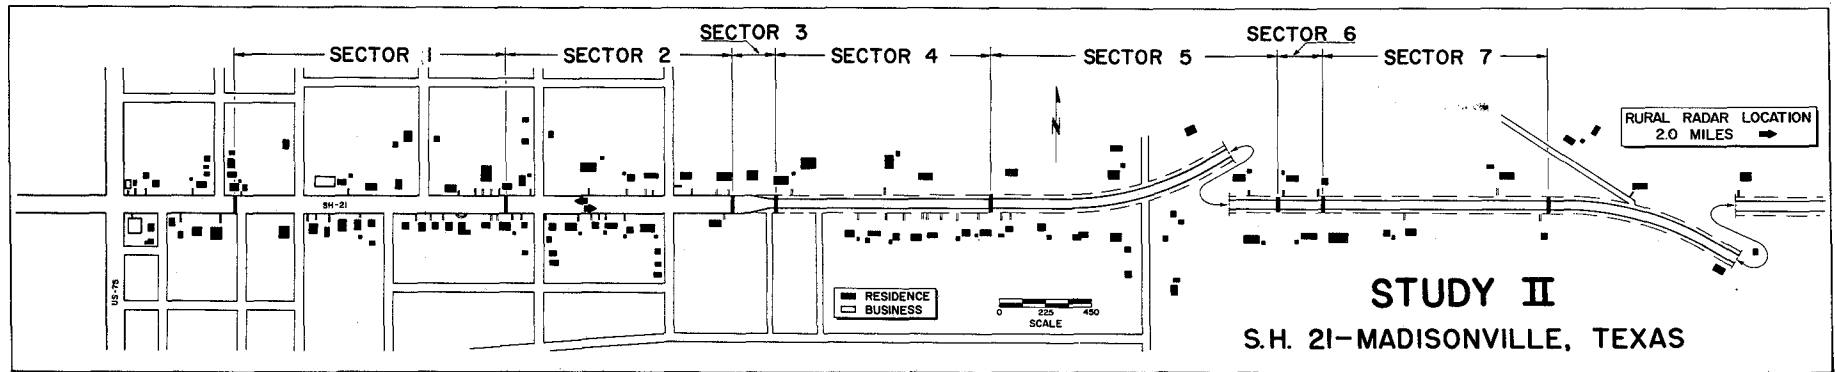 SECTOR 1
SECTOR 2
SECTOR 3
SECTOR 4
SECTOR 5
SECTOR 6
SECTOR 7
RURAL RADAR LOCATION
2.0 MILES
N
SH-21
US-75
RESIDENCE
BUSINESS
0 225 450
SCALE
STUDY II
S.H. 21-MADISONVILLE, TEXAS